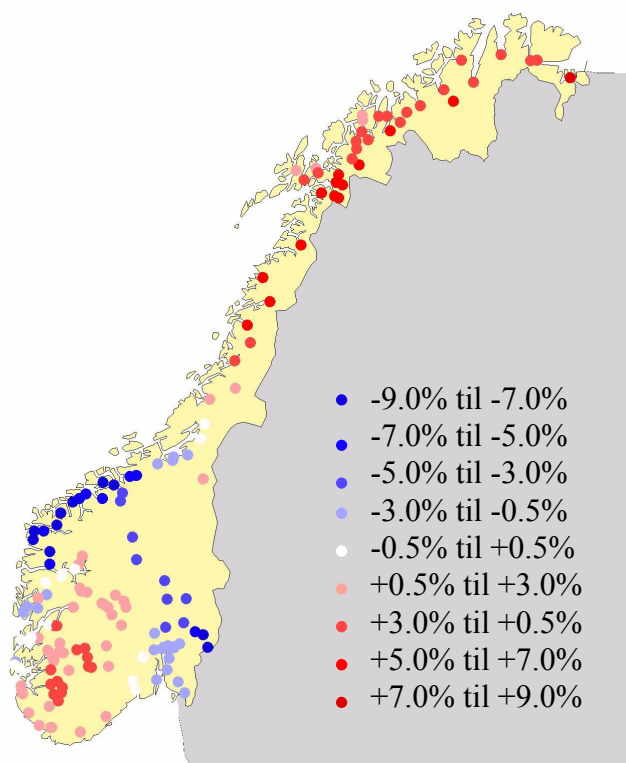 -9.0% til -7.0%
-7.0% til -5.0%
-5.0% til -3.0%
-3.0% til -0.5%
-0.5% til +0.5%
+0.5% til +3.0%
+3.0% til +0.5%
+5.0% til +7.0%
+7.0% til +9.0%